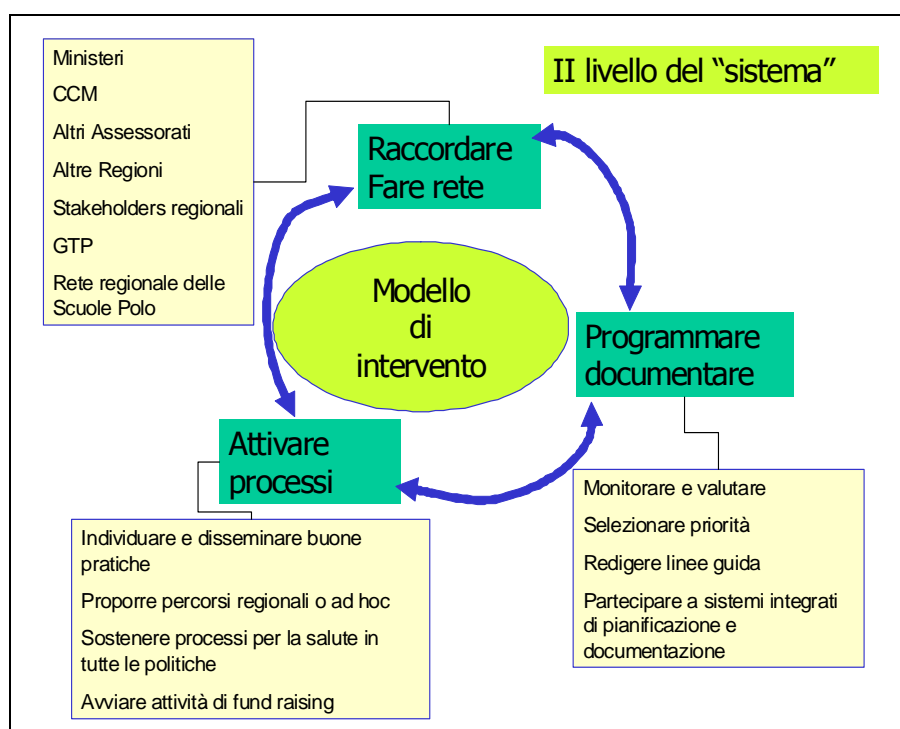 Ministeri
CCM
Altri Assessorati
Altre Regioni
Stakeholders regionali
GTP
Rete regionale delle
Scuole Polo
II livello del “sistema”
Raccordare
Fare rete
Modello
di
intervento
Programmare
documentare
Attivare
processi
Monitorare e valutare
Selezionare priorità
Redigere linee guida
Partecipare a sistemi integrati
di pianificazione e
documentazione
Individuare e disseminare buone
pratiche
Proporre percorsi regionali o ad hoc
Sostenere processi per la salute in
tutte le politiche
Avviare attività di fund raising